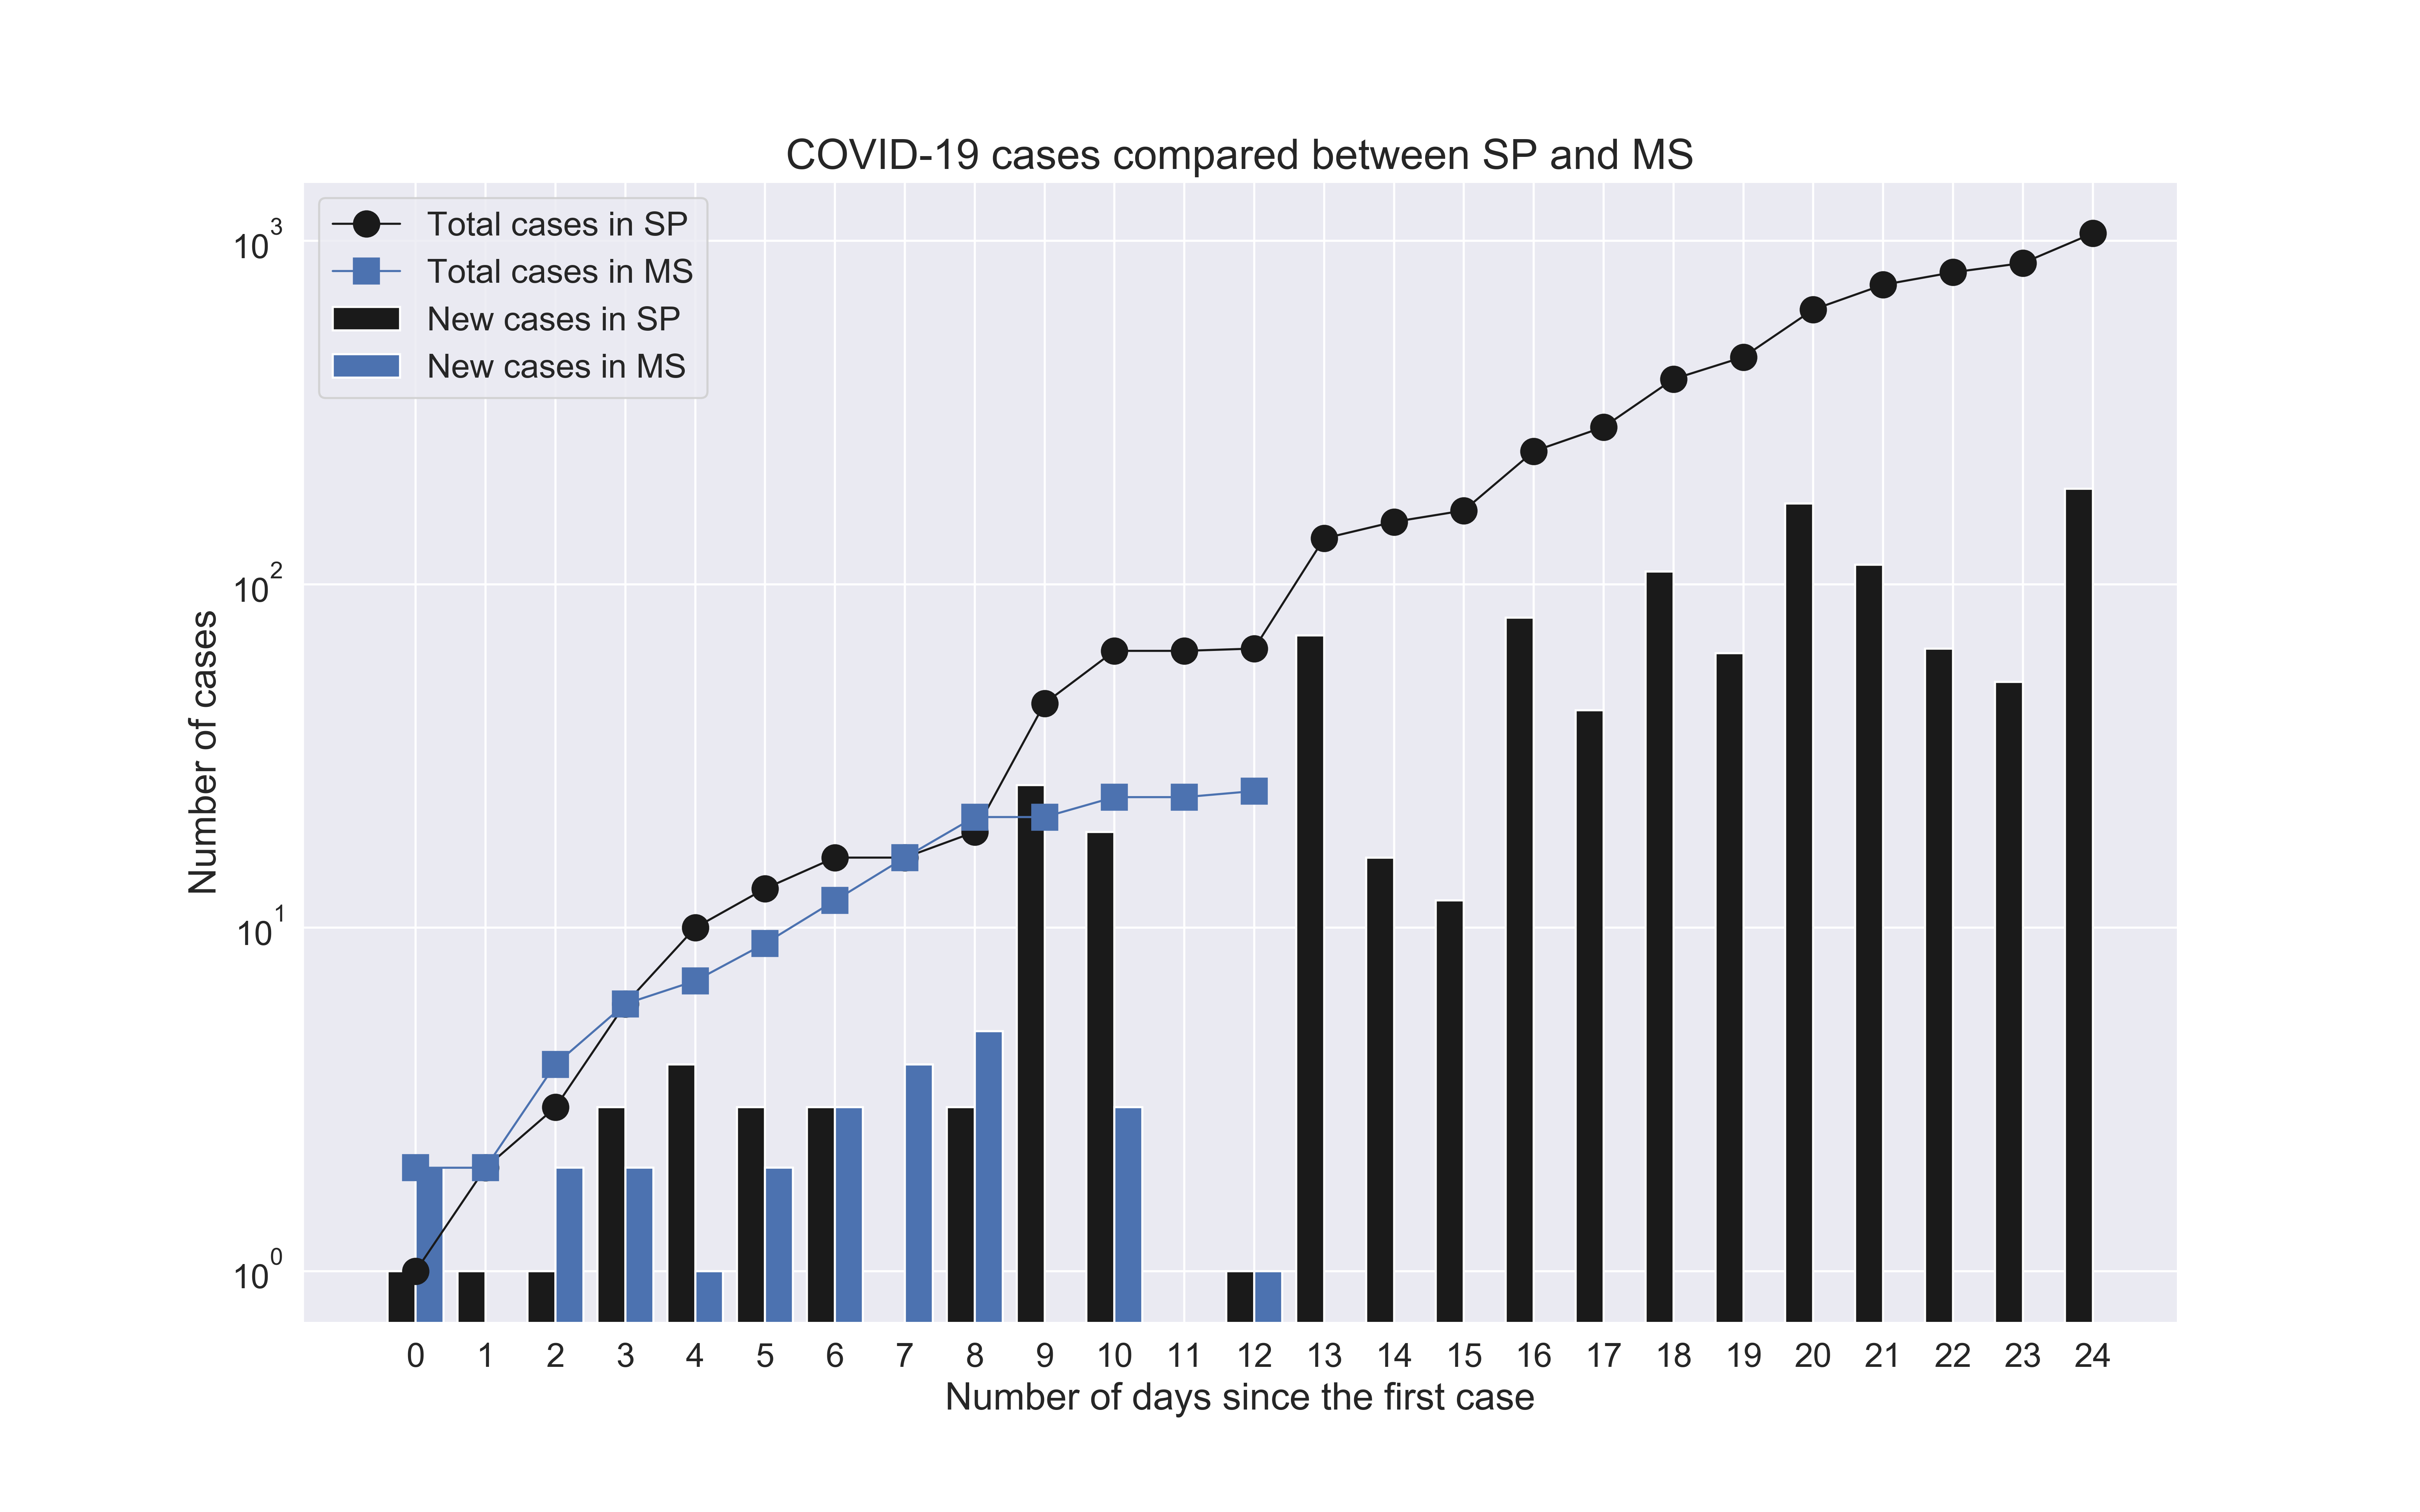 COVID-19 cases compared between SP and MS
Total cases in SP
Total cases in MS
New cases in SP
New cases in MS
Number of cases
10³
10²
10¹
10⁰
0 1 2 3 4 5 6 7 8 9 10 11 12 13 14 15 16 17 18 19 20 21 22 23 24
Number of days since the first case